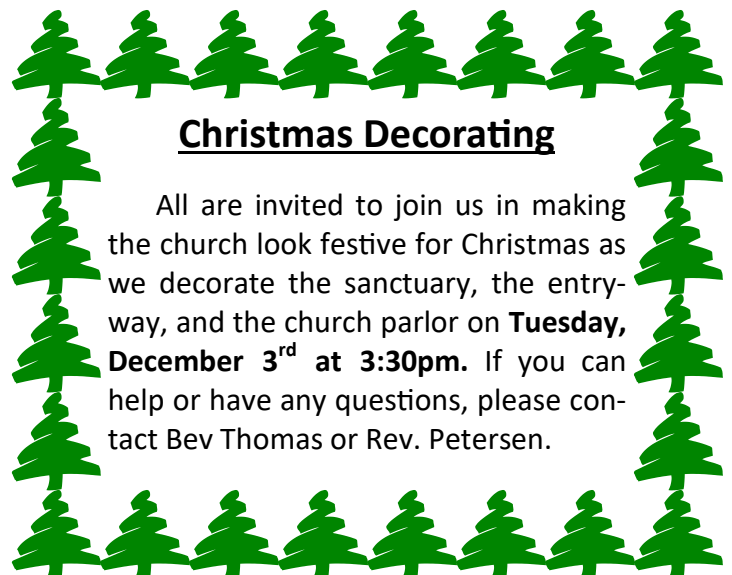 Christmas Decorating
All are invited to join us in making
the church look festive for Christmas as
we decorate the sanctuary, the entry-
way, and the church parlor on Tuesday,
December 3rd at 3:30pm. If you can
help or have any questions, please con-
tact Bev Thomas or Rev. Petersen.